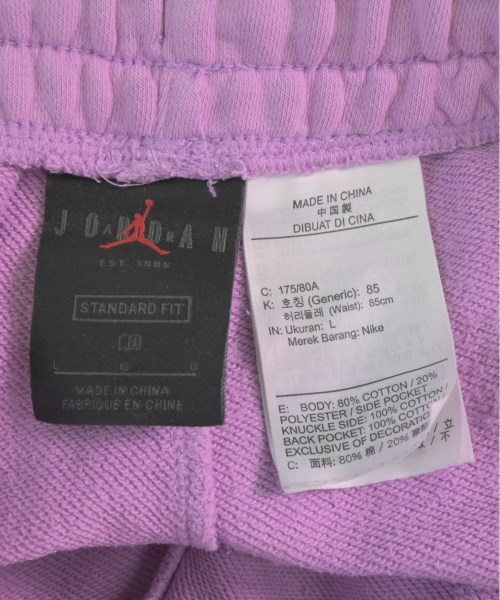 JORDAN
EST. 1985
STANDARD FIT
L G G
MADE IN CHINA
FABRIQUÉ EN CHINE
MADE IN CHINA
中国製
DIBUAT DI CINA
C: 175/80A
K: 호칭 (Generic): 85
허리둘레 (Waist): 85cm
IN: Ukuran: L
Merek Barang: Nike
E: BODY: 80% COTTON / 20%
POLYESTER / SIDE POCKET
KNUCKLE SIDE: 100% COTTON /
BACK POCKET: 100% COTTON /
EXCLUSIVE OF DECORATION
C: 面料: 80% 棉 / 20%